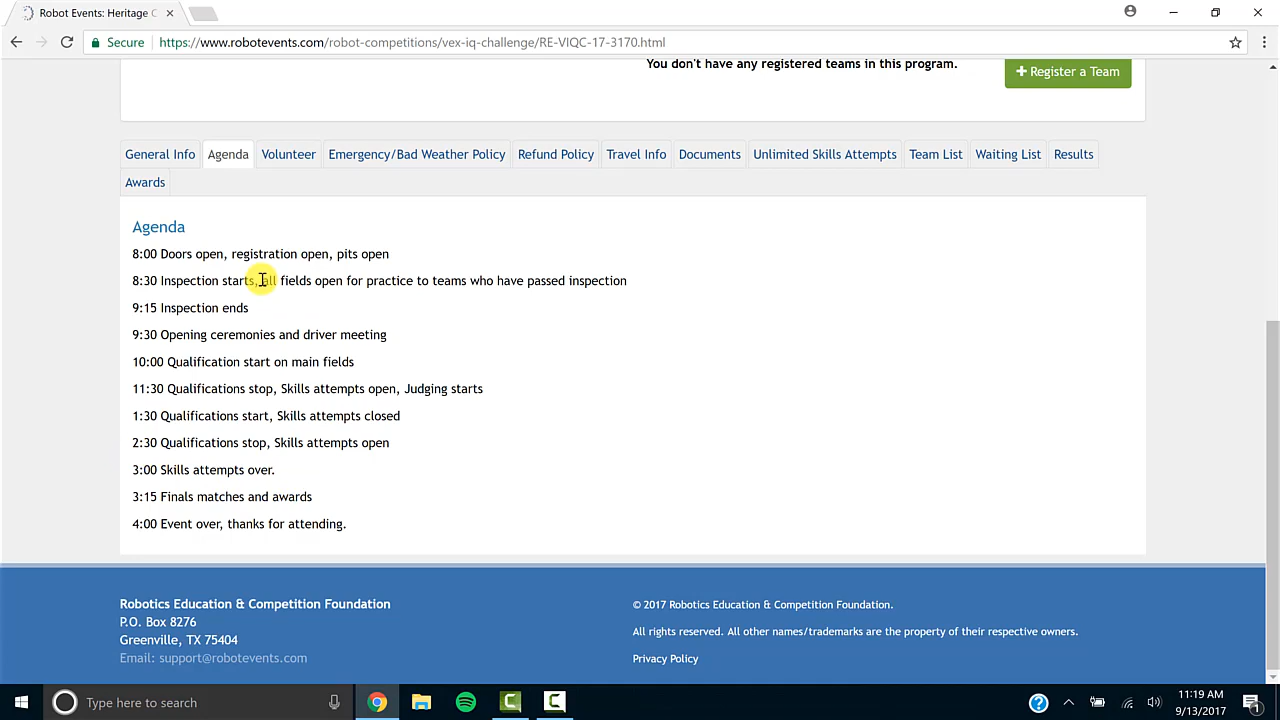 Robot Events: Heritage C
Secure https://www.robotevents.com/robot-competitions/vex-iq-challenge/RE-VIQC-17-3170.html
You don't have any registered teams in this program.
Register a Team
General Info Agenda Volunteer Emergency/Bad Weather Policy Refund Policy Travel Info Documents Unlimited Skills Attempts Team List Waiting List Results
Awards
Agenda
8:00 Doors open, registration open, pits open
8:30 Inspection starts, all fields open for practice to teams who have passed inspection
9:15 Inspection ends
9:30 Opening ceremonies and driver meeting
10:00 Qualification start on main fields
11:30 Qualifications stop, Skills attempts open, Judging starts
1:30 Qualifications start, Skills attempts closed
2:30 Qualifications stop, Skills attempts open
3:00 Skills attempts over.
3:15 Finals matches and awards
4:00 Event over, thanks for attending.
Robotics Education & Competition Foundation
P.O. Box 8276
Greenville, TX 75404
Email: support@robotevents.com
© 2017 Robotics Education & Competition Foundation.
All rights reserved. All other names/trademarks are the property of their respective owners.
Privacy Policy
Type here to search
11:19 AM
9/13/2017
1